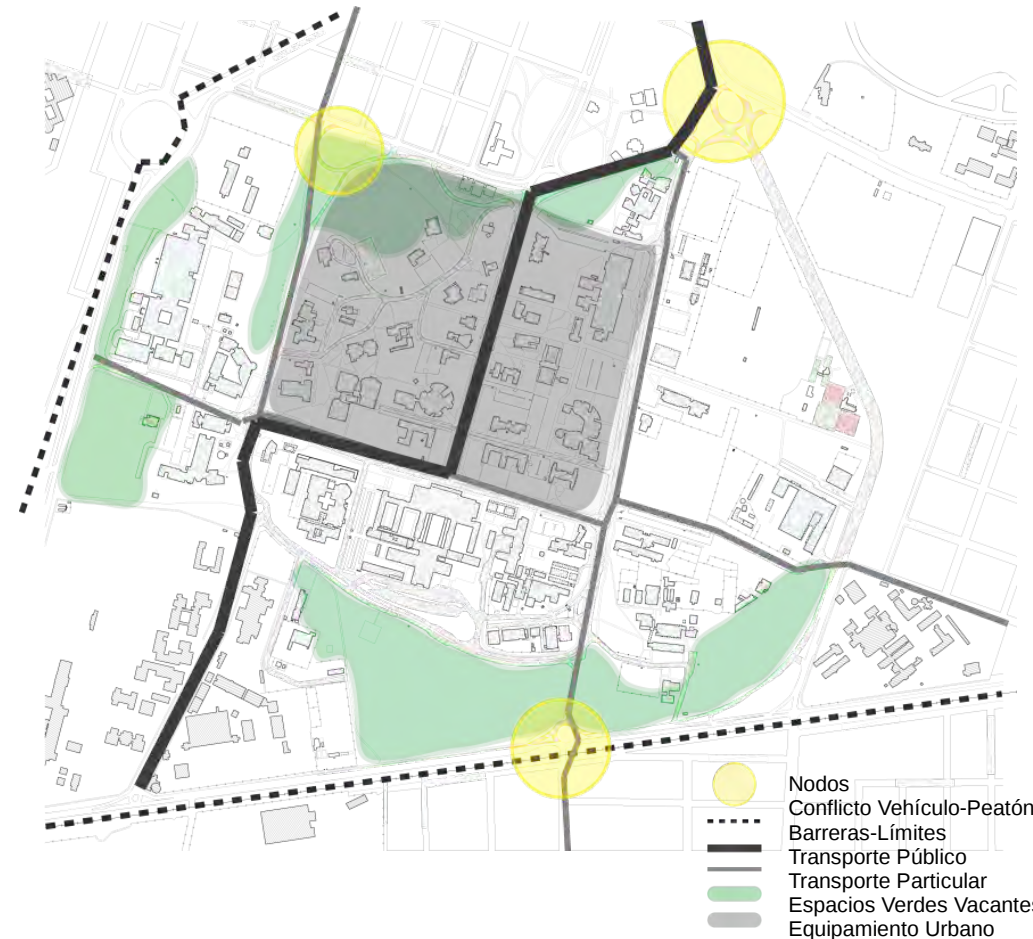 Nodos
Conflicto Vehículo-Peatón
Barreras-Límites
Transporte Público
Transporte Particular
Espacios Verdes Vacantes
Equipamiento Urbano